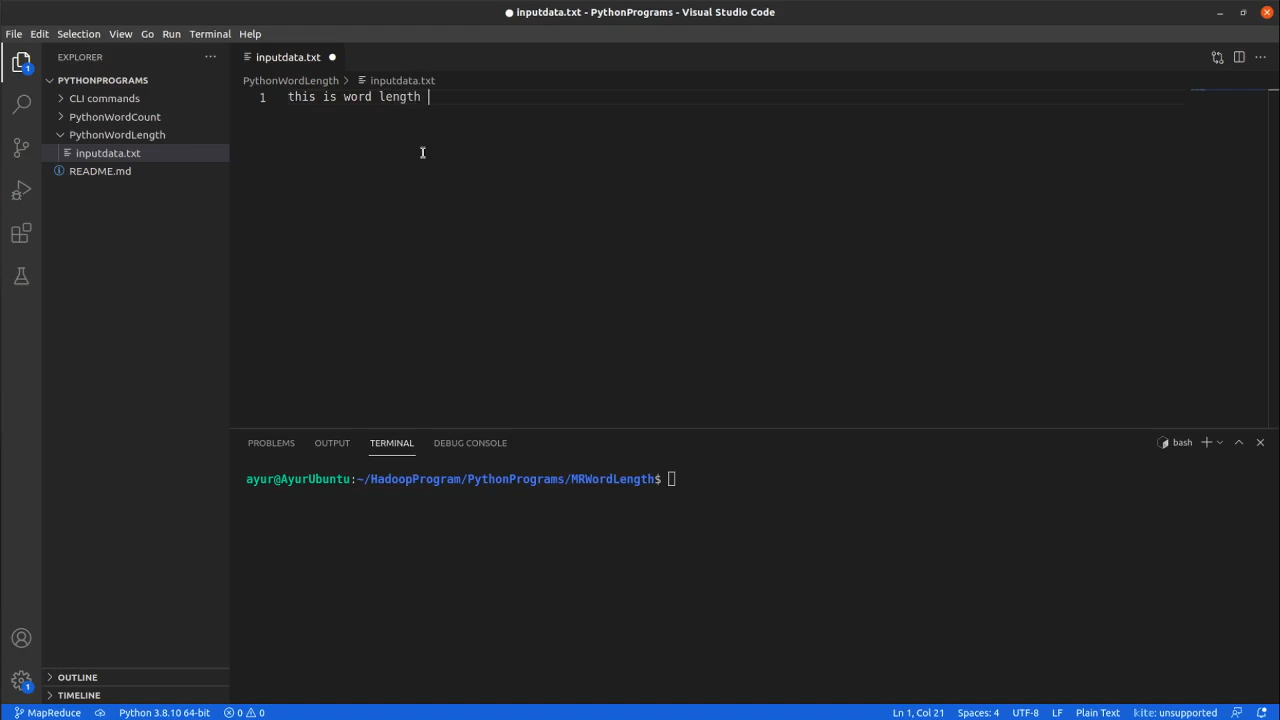 ● inputdata.txt - PythonPrograms - Visual Studio Code
File Edit Selection View Go Run Terminal Help
EXPLORER
inputdata.txt
PYTHONPROGRAMS
PythonWordLength > inputdata.txt
CLI commands
1 this is word length
PythonWordCount
PythonWordLength
inputdata.txt
README.md
1
PROBLEMS OUTPUT TERMINAL DEBUG CONSOLE
bash
ayur@AyurUbuntu:~/HadoopProgram/PythonPrograms/MRWordLength$
OUTLINE
1
TIMELINE
MapReduce Python 3.8.10 64-bit 0 0 Ln 1, Col 21 Spaces: 4 UTF-8 LF Plain Text kite: unsupported